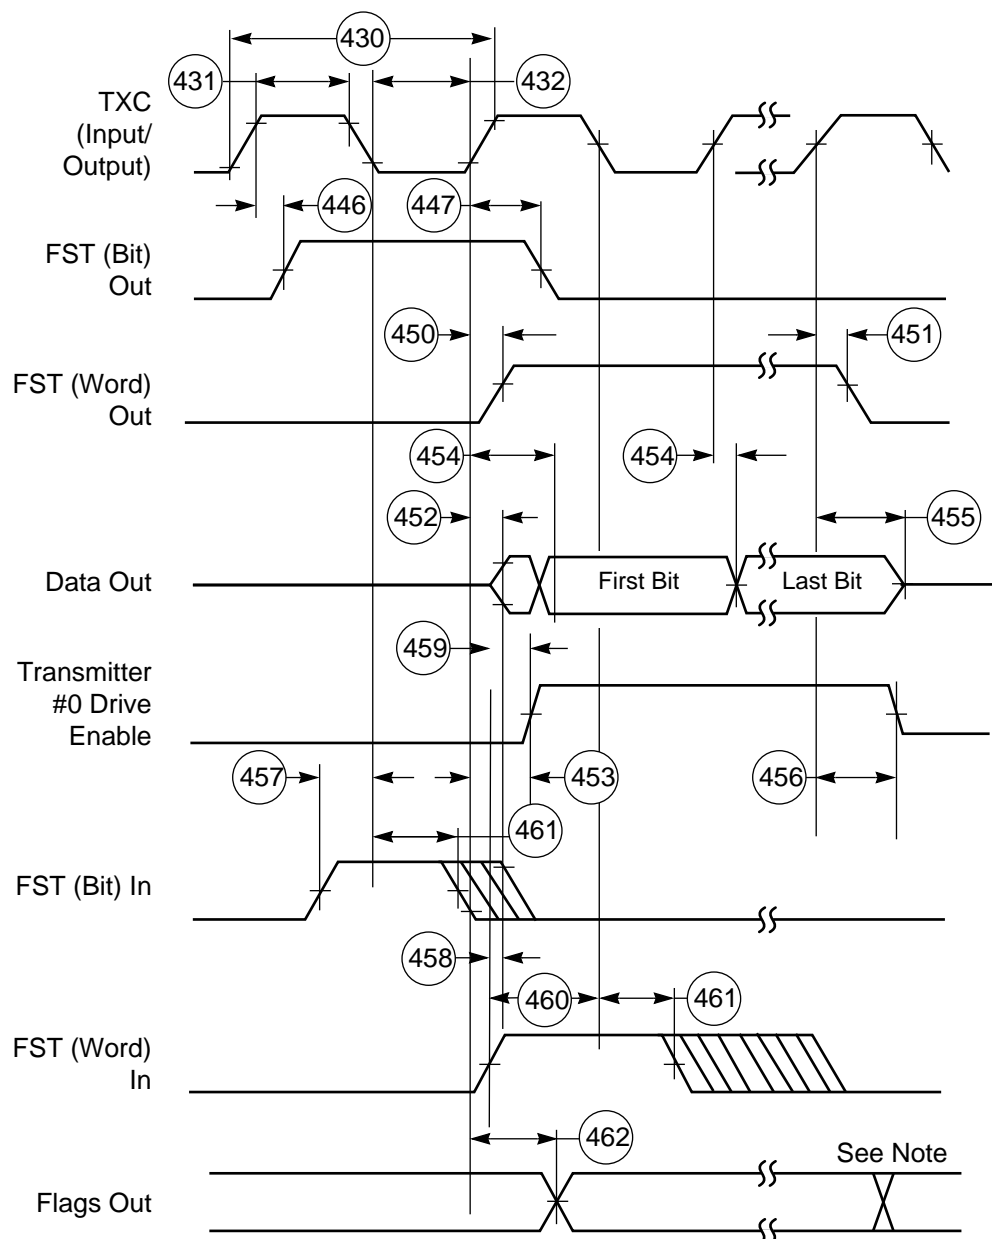 430
431
432
TXC
(Input/
Output)
446
447
FST (Bit)
Out
450
451
FST (Word)
Out
454
454
452
455
Data Out
First Bit
Last Bit
459
Transmitter
#0 Drive
Enable
457
453
456
461
FST (Bit) In
458
460
461
FST (Word)
In
462
See Note
Flags Out